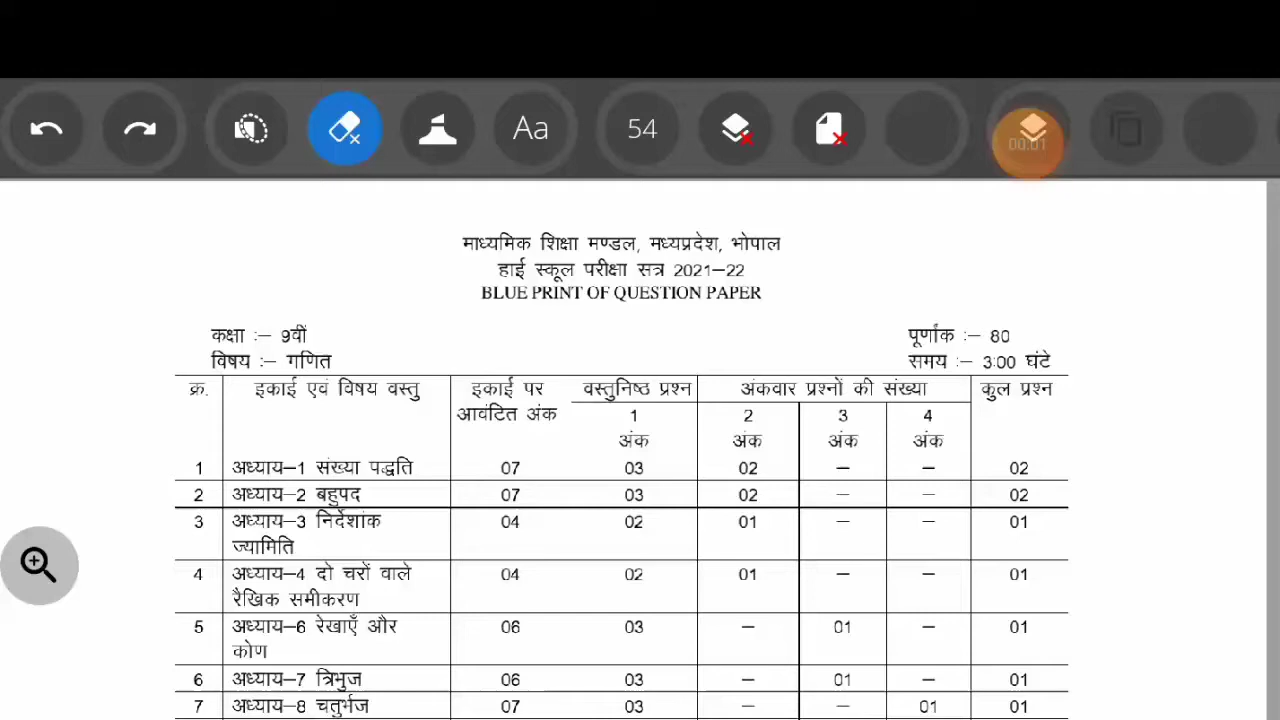 Aa
54
00:01
माध्यमिक शिक्षा मण्डल, मध्यप्रदेश, भोपाल
हाई स्कूल परीक्षा सत्र 2021–22
BLUE PRINT OF QUESTION PAPER
कक्षा :– 9वीं पूर्णांक :– 80
विषय :– गणित समय :– 3:00 घंटे
क्र. इकाई एवं विषय वस्तु इकाई पर वस्तुनिष्ठ प्रश्न अंकवार प्रश्नों की संख्या कुल प्रश्न
आवंटित अंक 1 2 3 4
अंक अंक अंक अंक
1 अध्याय–1 संख्या पद्धति 07 03 02 – – 02
2 अध्याय–2 बहुपद 07 03 02 – – 02
3 अध्याय–3 निर्देशांक 04 02 01 – – 01
ज्यामिति
4 अध्याय–4 दो चरों वाले 04 02 01 – – 01
रैखिक समीकरण
5 अध्याय–6 रेखाएँ और 06 03 – 01 – 01
कोण
6 अध्याय–7 त्रिभुज 06 03 – 01 – 01
7 अध्याय–8 चतुर्भज 07 03 – – 01 01